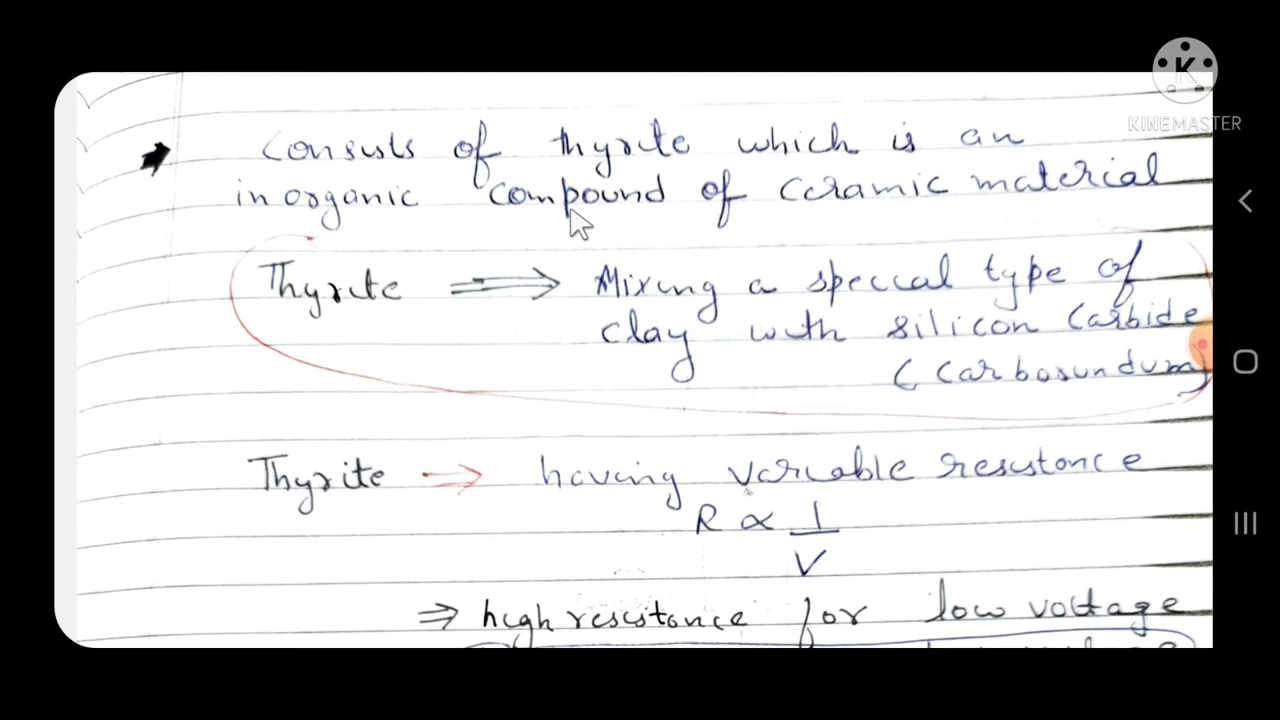 KINEMASTER
Consists of thyrite which is an
inorganic compound of ceramic material
Thyrite ⟹ Mixing a special type of
clay with silicon carbide
(Carbosundum)
Thyrite → having variable resistance
R ∝ 1/V
⇒ high resistance for low voltage